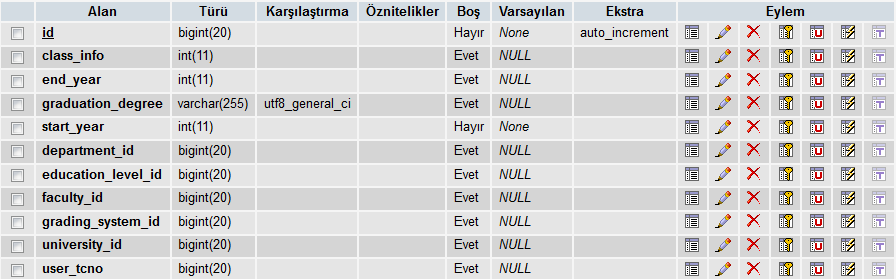 Alan Türü Karşılaştırma Öznitelikler Boş Varsayılan Ekstra Eylem
id bigint(20) Hayır None auto_increment
class_info int(11) Evet NULL
end_year int(11) Evet NULL
graduation_degree varchar(255) utf8_general_ci Evet NULL
start_year int(11) Hayır None
department_id bigint(20) Evet NULL
education_level_id bigint(20) Evet NULL
faculty_id bigint(20) Evet NULL
grading_system_id bigint(20) Evet NULL
university_id bigint(20) Evet NULL
user_tcno bigint(20) Evet NULL